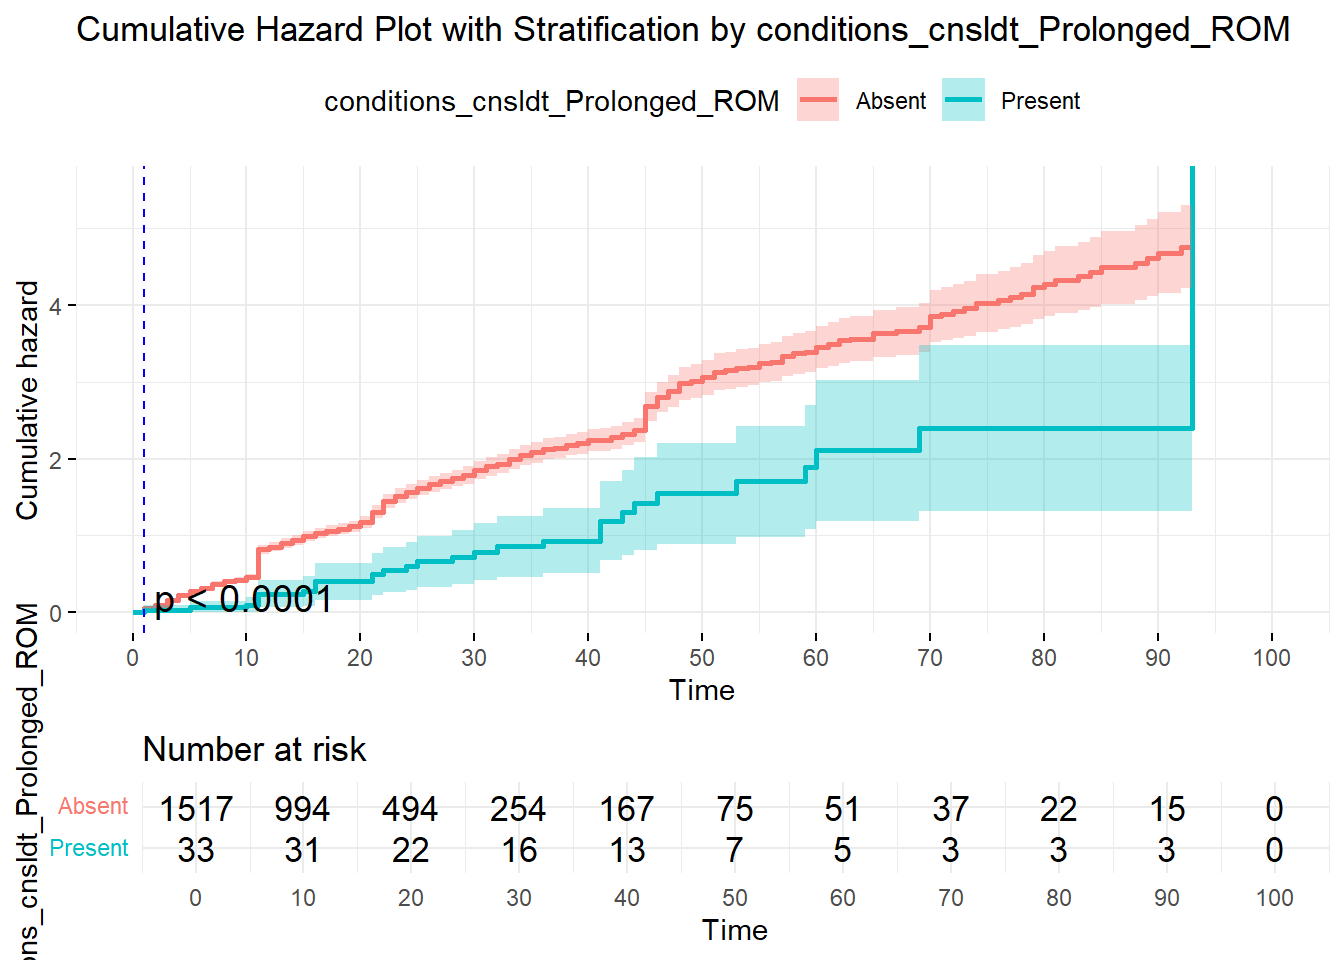 Cumulative Hazard Plot with Stratification by conditions_cnsldt_Prolonged_ROM
conditions_cnsldt_Prolonged_ROM Absent Present
Cumulative hazard
4
2
0
p < 0.0001
0 10 20 30 40 50 60 70 80 90 100
Time
ons_cnsldt_Prolonged_ROM
Number at risk
Absent 1517 994 494 254 167 75 51 37 22 15 0
Present 33 31 22 16 13 7 5 3 3 3 0
0 10 20 30 40 50 60 70 80 90 100
Time